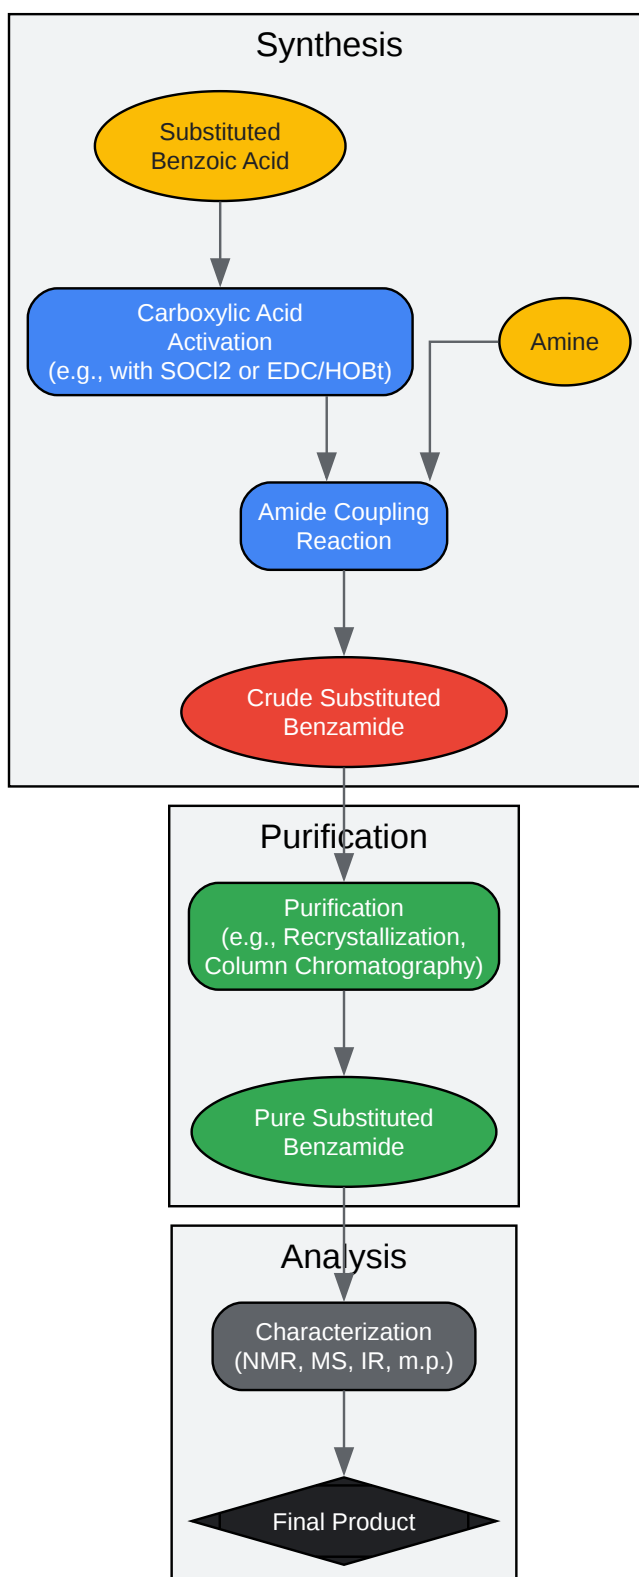 Synthesis
Substituted
Benzoic Acid
Carboxylic Acid
Activation
(e.g., with SOCl2 or EDC/HOBt)
Amine
Amide Coupling
Reaction
Crude Substituted
Benzamide
Purification
Purification
(e.g., Recrystallization,
Column Chromatography)
Pure Substituted
Benzamide
Analysis
Characterization
(NMR, MS, IR, m.p.)
Final Product